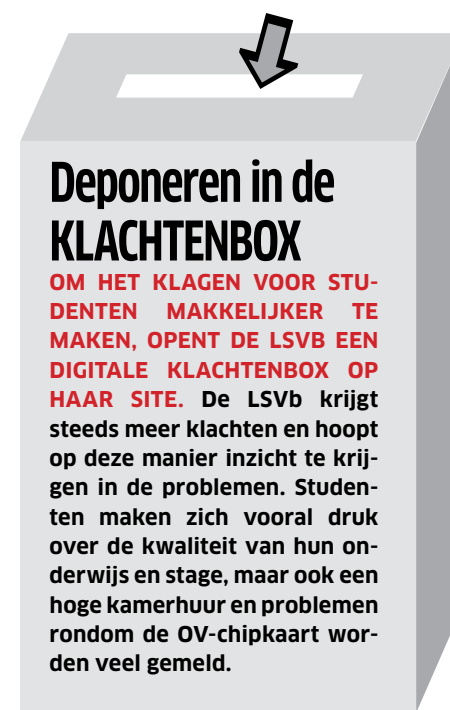 Deponeren in de
KLACHTENBOX
OM HET KLAGEN VOOR STU-
DENTEN MAKKELIJKER TE
MAKEN, OPENT DE LSVB EEN
DIGITALE KLACHTENBOX OP
HAAR SITE. De LSVb krijgt
steeds meer klachten en hoopt
op deze manier inzicht te krij-
gen in de problemen. Studen-
ten maken zich vooral druk
over de kwaliteit van hun on-
derwijs en stage, maar ook een
hoge kamerhuur en problemen
rondom de OV-chipkaart wor-
den veel gemeld.